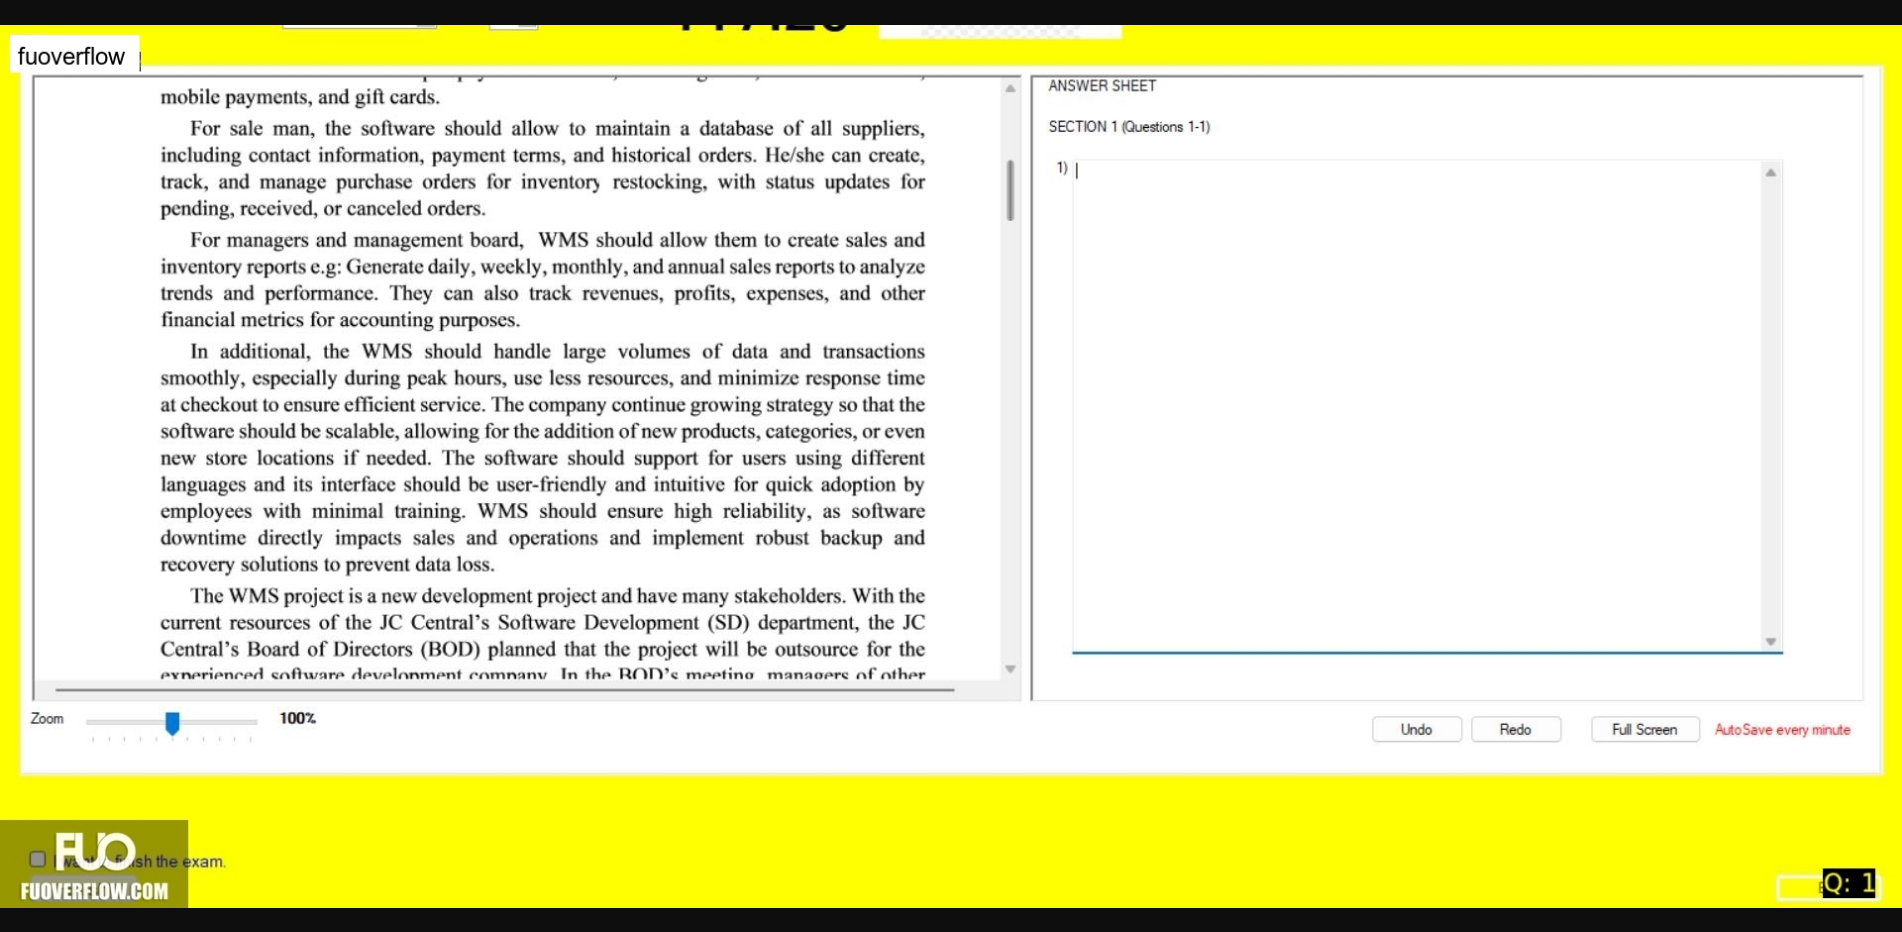 fuoverflow
mobile payments, and gift cards.
For sale man, the software should allow to maintain a database of all suppliers,
including contact information, payment terms, and historical orders. He/she can create,
track, and manage purchase orders for inventory restocking, with status updates for
pending, received, or canceled orders.
For managers and management board, WMS should allow them to create sales and
inventory reports e.g: Generate daily, weekly, monthly, and annual sales reports to analyze
trends and performance. They can also track revenues, profits, expenses, and other
financial metrics for accounting purposes.
In additional, the WMS should handle large volumes of data and transactions
smoothly, especially during peak hours, use less resources, and minimize response time
at checkout to ensure efficient service. The company continue growing strategy so that the
software should be scalable, allowing for the addition of new products, categories, or even
new store locations if needed. The software should support for users using different
languages and its interface should be user-friendly and intuitive for quick adoption by
employees with minimal training. WMS should ensure high reliability, as software
downtime directly impacts sales and operations and implement robust backup and
recovery solutions to prevent data loss.
The WMS project is a new development project and have many stakeholders. With the
current resources of the JC Central's Software Development (SD) department, the JC
Central's Board of Directors (BOD) planned that the project will be outsource for the
experienced software development company. In the BOD's meeting, managers of other
ANSWER SHEET
SECTION 1 (Questions 1-1)
1)
Zoom
100%
Undo
Redo
Full Screen
AutoSave every minute
FUO
finish the exam.
FUOVERFLOW.COM
Q: 1